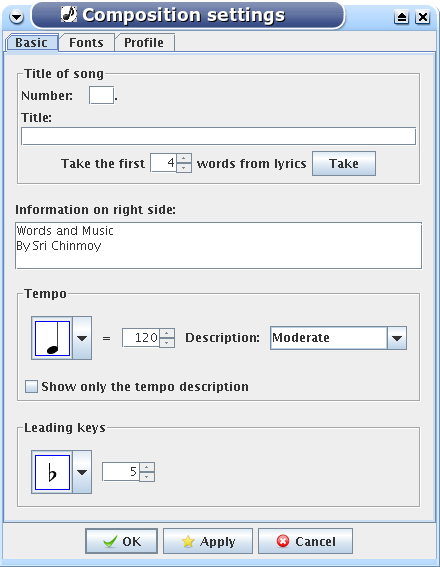 Composition settings
Basic Fonts Profile
Title of song
Number: .
Title:
Take the first 4 words from lyrics Take
Information on right side:
Words and Music
By Sri Chinmoy
Tempo
= 120 Description: Moderate
Show only the tempo description
Leading keys
♭ 5
OK Apply Cancel